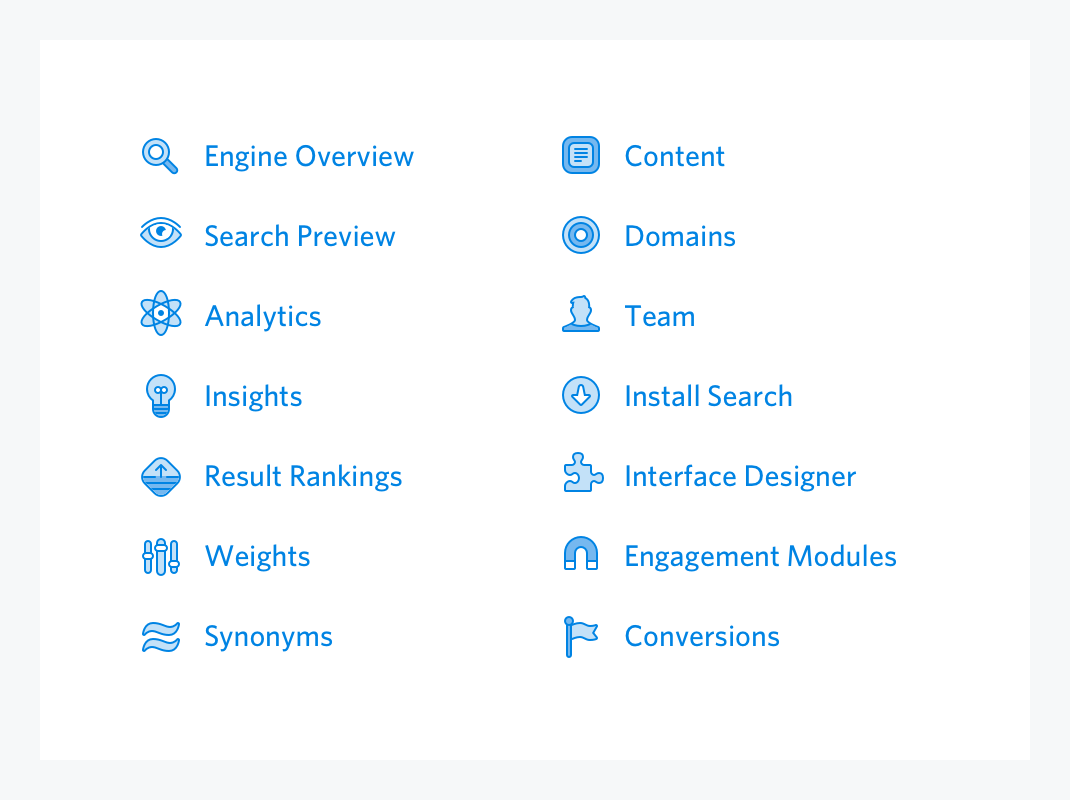 Engine Overview
Search Preview
Analytics
Insights
Result Rankings
Weights
Synonyms
Content
Domains
Team
Install Search
Interface Designer
Engagement Modules
Conversions